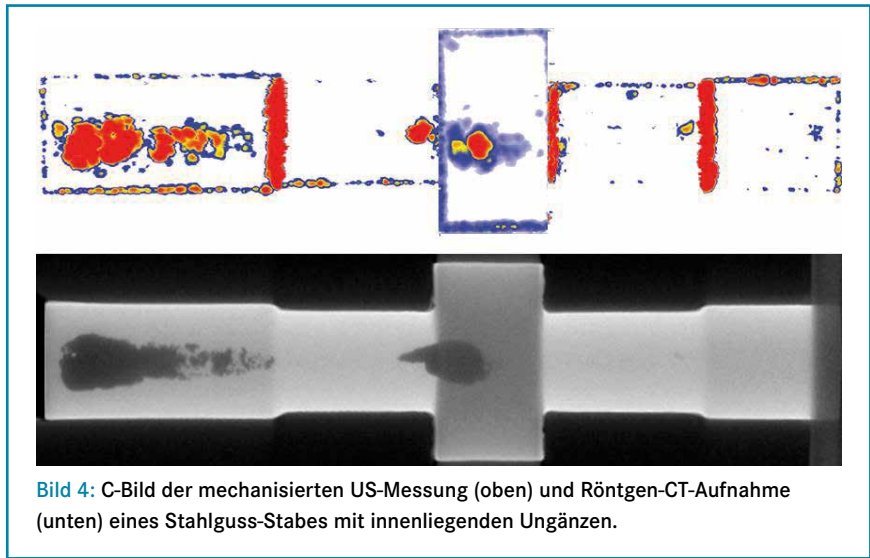 Bild 4: C-Bild der mechanisierten US-Messung (oben) und Röntgen-CT-Aufnahme
(unten) eines Stahlguss-Stabes mit innenliegenden Ungänzen.